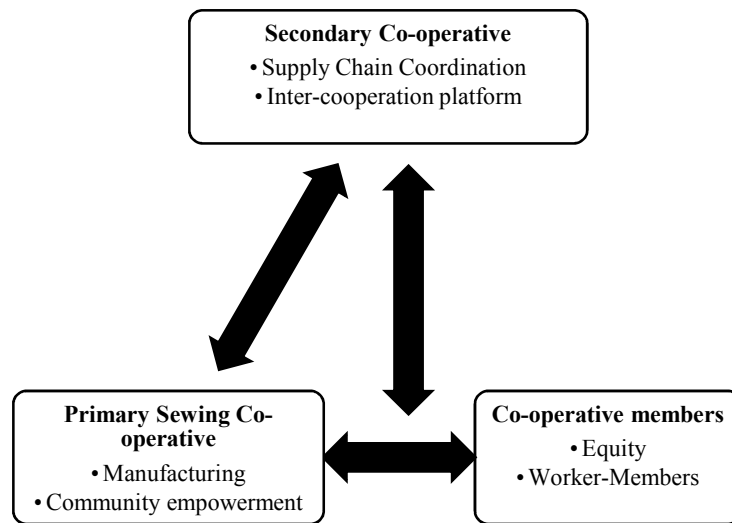 Secondary Co-operative
• Supply Chain Coordination
• Inter-cooperation platform
Primary Sewing Co-
operative
• Manufacturing
• Community empowerment
Co-operative members
• Equity
• Worker-Members